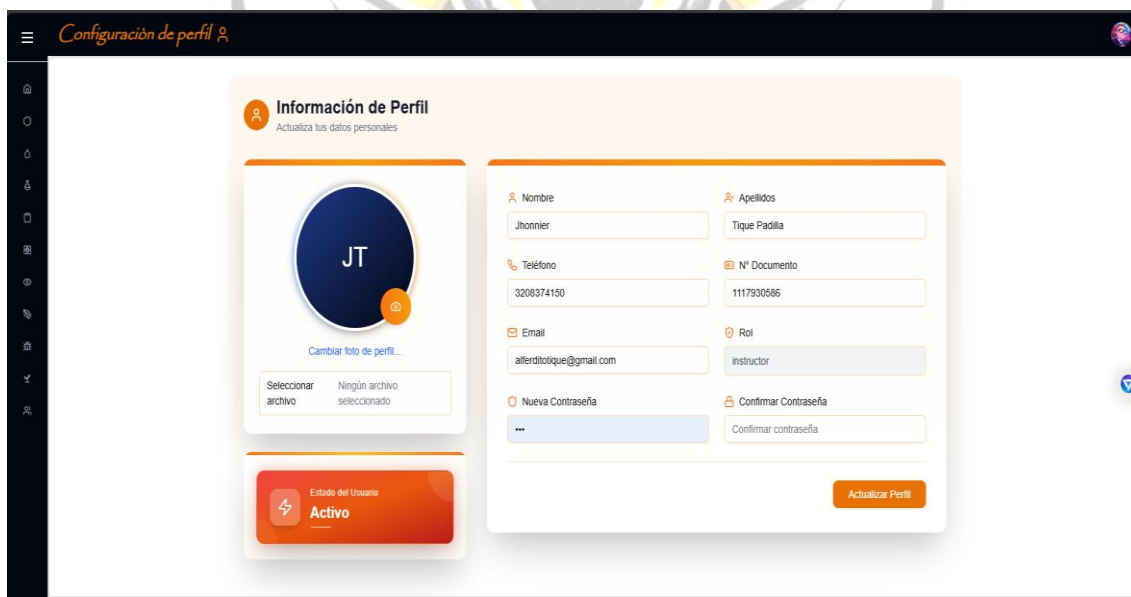 Configuraciòn de perfil
Información de Perfil
Actualiza tus datos personales
JT
Cambiar foto de perfil...
Seleccionar archivo
Ningún archivo seleccionado
Estado del Usuario
Activo
Nombre
Apellidos
Jhonnier
Tique Padilla
Teléfono
N° Documento
3208374150
1117930586
Email
Rol
alferditotique@gmail.com
instructor
Nueva Contraseña
Confirmar Contraseña
•••
Confirmar contraseña
Actualizar Perfil